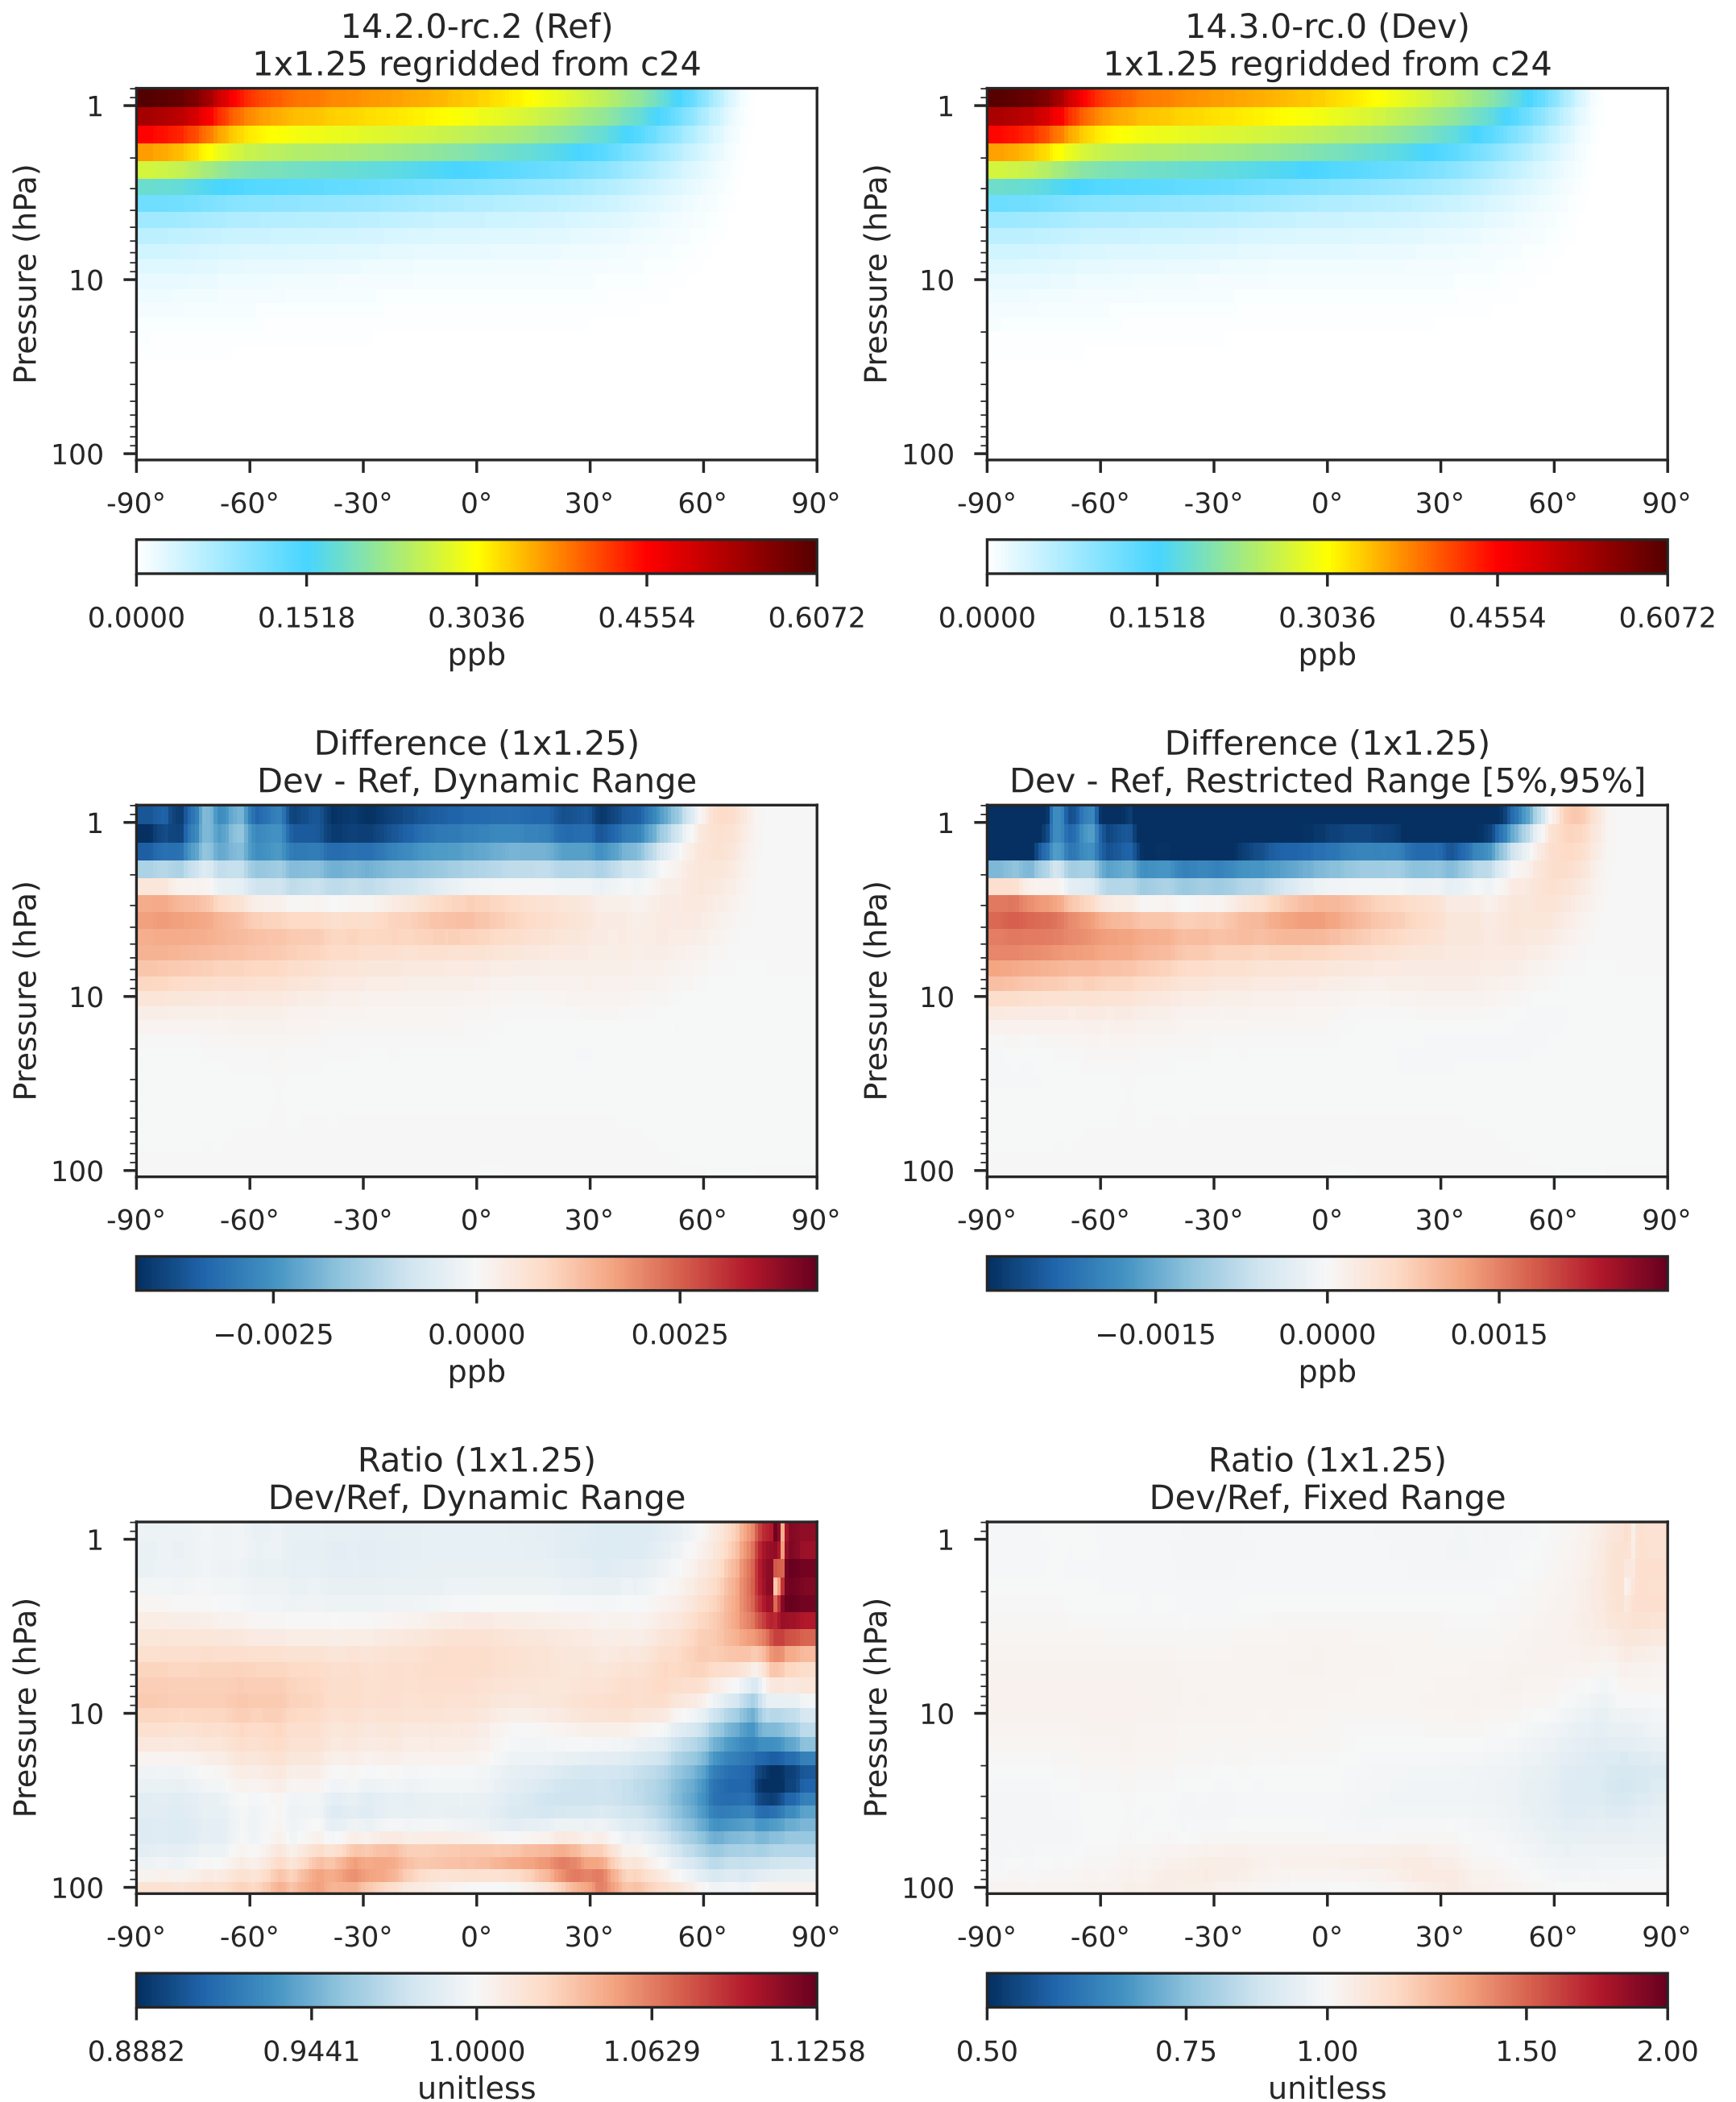 14.2.0-rc.2 (Ref)
1x1.25 regridded from c24
Pressure (hPa)
1
10
100
-90° -60° -30° 0° 30° 60° 90°
0.0000 0.1518 0.3036 0.4554 0.6072
ppb
14.3.0-rc.0 (Dev)
1x1.25 regridded from c24
Pressure (hPa)
1
10
100
-90° -60° -30° 0° 30° 60° 90°
0.0000 0.1518 0.3036 0.4554 0.6072
ppb
Difference (1x1.25)
Dev - Ref, Dynamic Range
Pressure (hPa)
1
10
100
-90° -60° -30° 0° 30° 60° 90°
−0.0025 0.0000 0.0025
ppb
Difference (1x1.25)
Dev - Ref, Restricted Range [5%,95%]
Pressure (hPa)
1
10
100
-90° -60° -30° 0° 30° 60° 90°
−0.0015 0.0000 0.0015
ppb
Ratio (1x1.25)
Dev/Ref, Dynamic Range
Pressure (hPa)
1
10
100
-90° -60° -30° 0° 30° 60° 90°
0.8882 0.9441 1.0000 1.0629 1.1258
unitless
Ratio (1x1.25)
Dev/Ref, Fixed Range
Pressure (hPa)
1
10
100
-90° -60° -30° 0° 30° 60° 90°
0.50 0.75 1.00 1.50 2.00
unitless